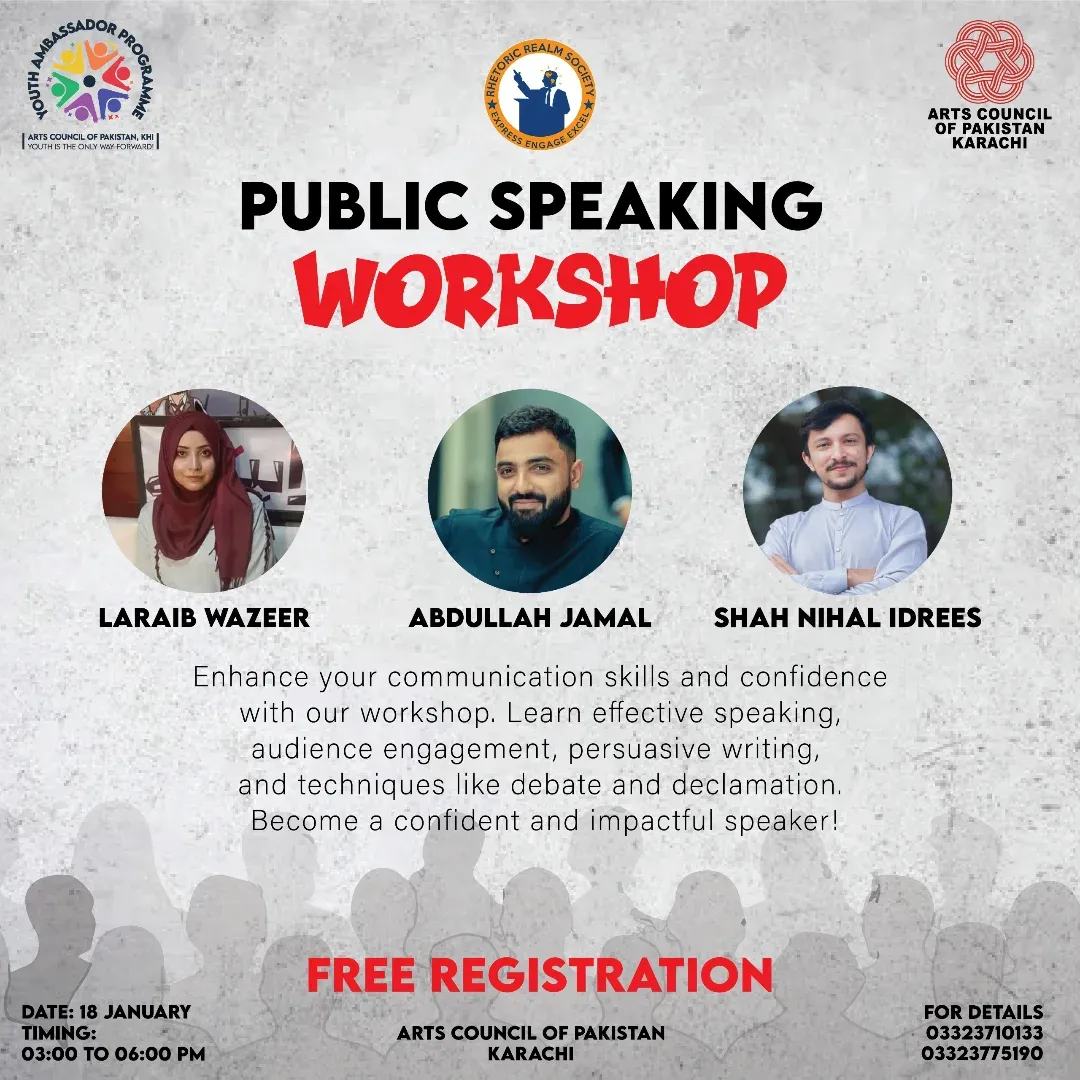 YOUTH AMBASSADOR PROGRAMME
ARTS COUNCIL OF PAKISTAN, KHI
YOUTH IS THE ONLY WAY-FORWARD!
RHETORIC REALM SOCIETY
EXPRESS ENGAGE EXCEL
ARTS COUNCIL
OF PAKISTAN
KARACHI
PUBLIC SPEAKING
WORKSHOP
LARAIB WAZEER
ABDULLAH JAMAL
SHAH NIHAL IDREES
Enhance your communication skills and confidence
with our workshop. Learn effective speaking,
audience engagement, persuasive writing,
and techniques like debate and declamation.
Become a confident and impactful speaker!
FREE REGISTRATION
DATE: 18 JANUARY
TIMING:
03:00 TO 06:00 PM
ARTS COUNCIL OF PAKISTAN
KARACHI
FOR DETAILS
03323710133
03323775190